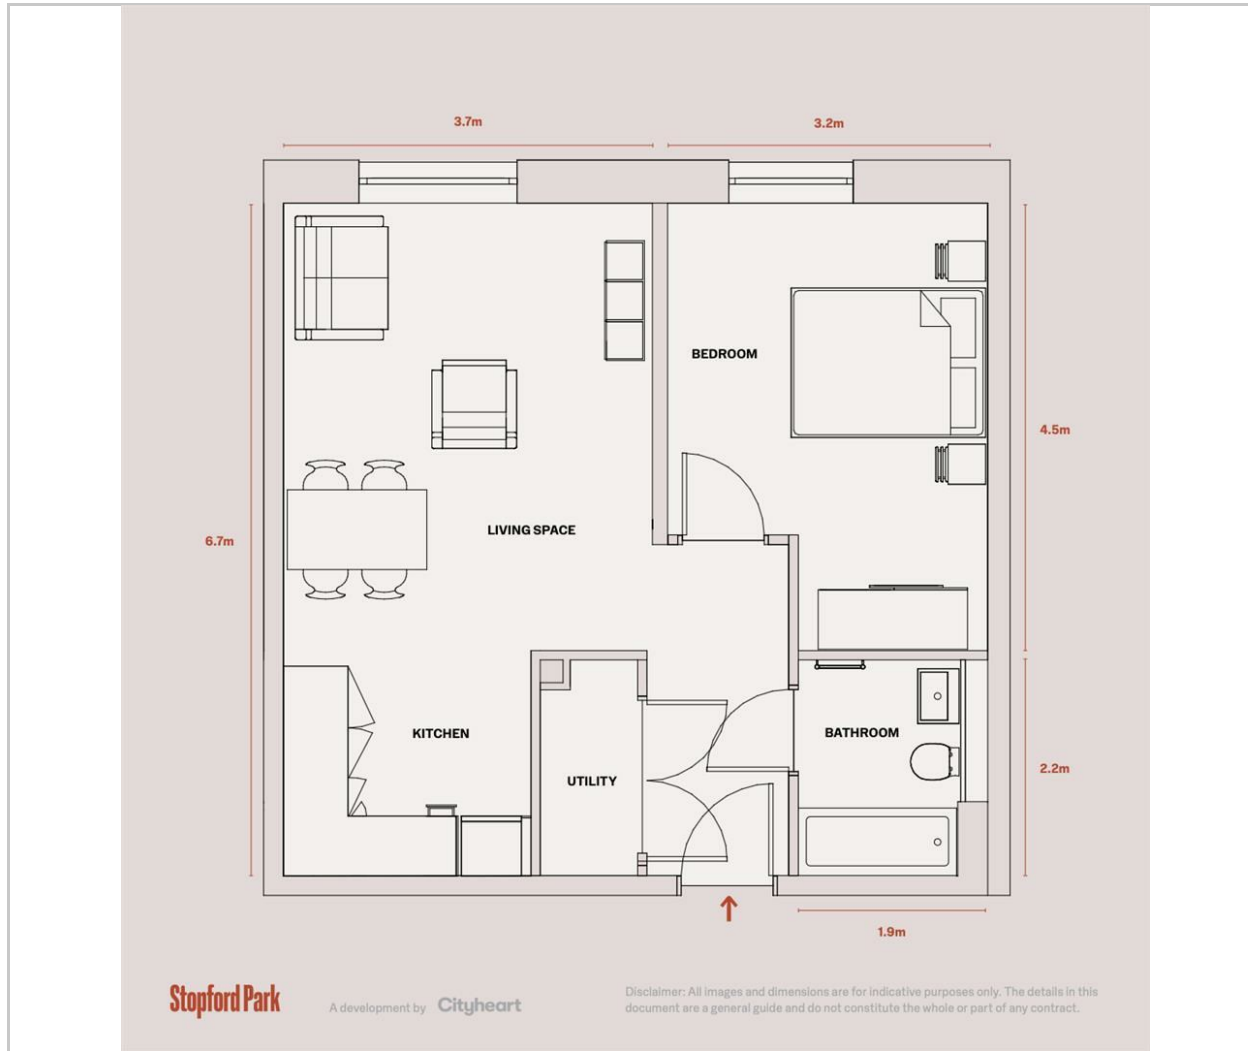 3.7m
3.2m
BEDROOM
4.5m
LIVING SPACE
6.7m
KITCHEN
BATHROOM
UTILITY
2.2m
1.9m
Stopford Park
A development by Cityheart
Disclaimer: All images and dimensions are for indicative purposes only. The details in this
document are a general guide and do not constitute the whole or part of any contract.